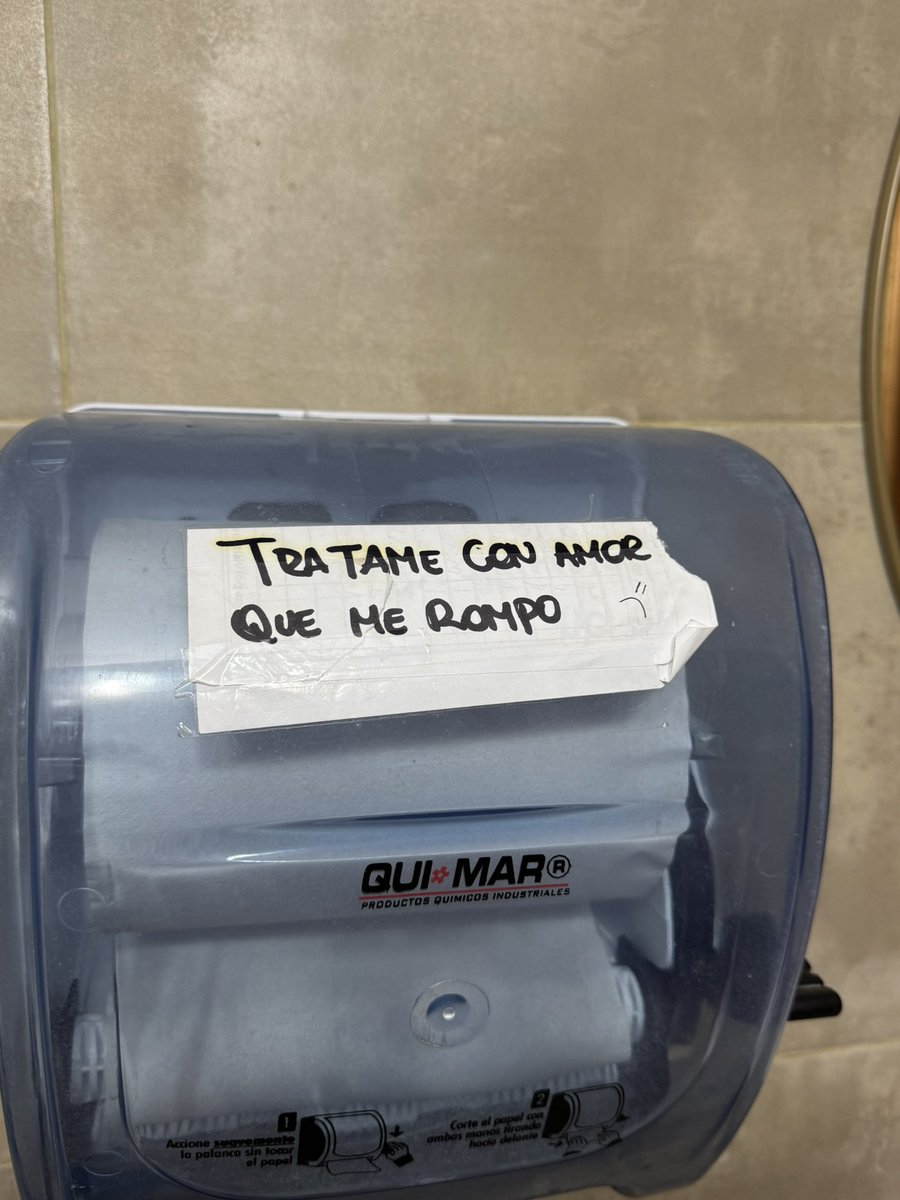 TRATAME CON AMOR
QUE ME ROMPO
QUI MAR®
PRODUCTOS QUIMICOS INDUSTRIALES
1
Accione suavemente
la palanca sin tocar
el papel
2
Corte el papel con
ambas manos tirando
hacia delante